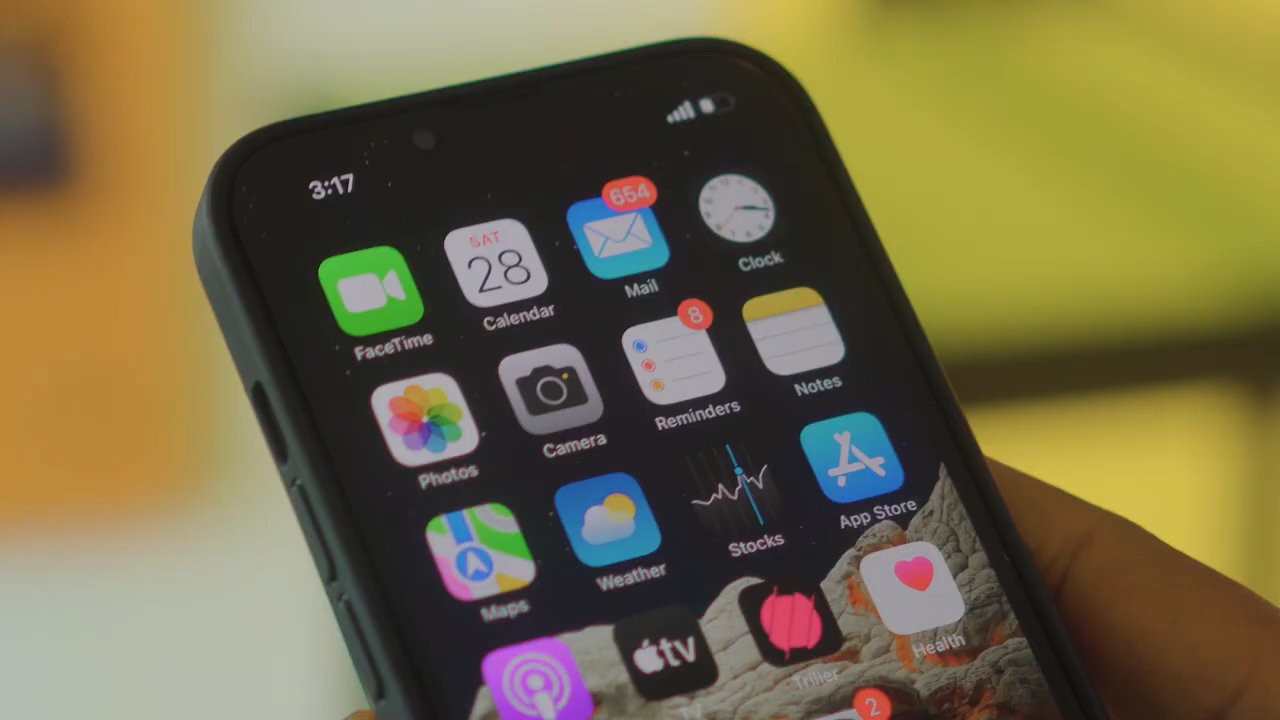 3:17
SAT
28
654
FaceTime
Calendar
Mail
Clock
8
Photos
Camera
Reminders
Notes
Maps
Weather
Stocks
App Store
tv
Triller
Health
2